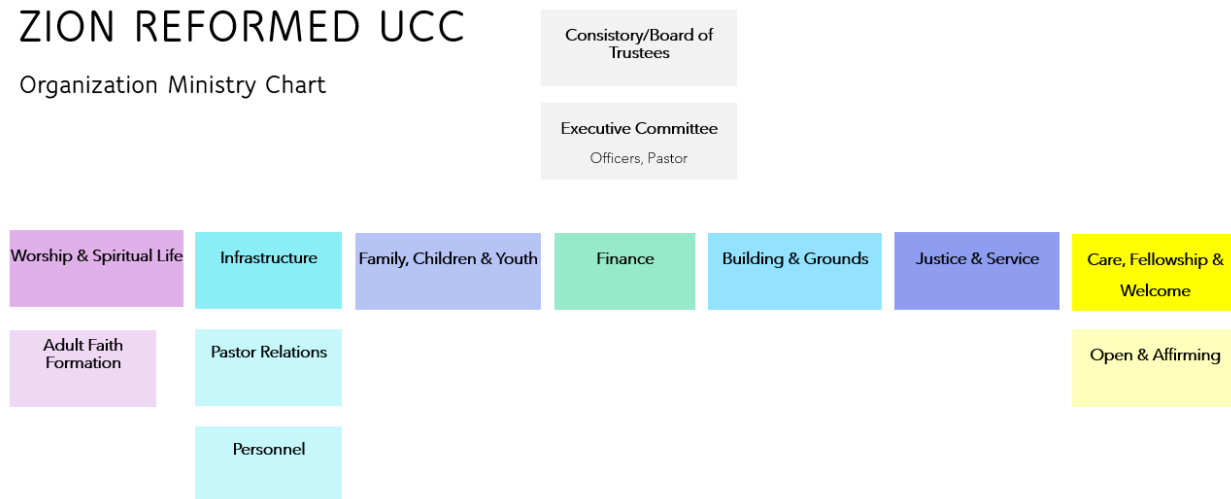 ZION REFORMED UCC
Organization Ministry Chart
Consistory/Board of
Trustees
Executive Committee
Officers, Pastor
Worship & Spiritual Life
Infrastructure
Family, Children & Youth
Finance
Building & Grounds
Justice & Service
Care, Fellowship &
Welcome
Adult Faith
Formation
Pastor Relations
Open & Affirming
Personnel